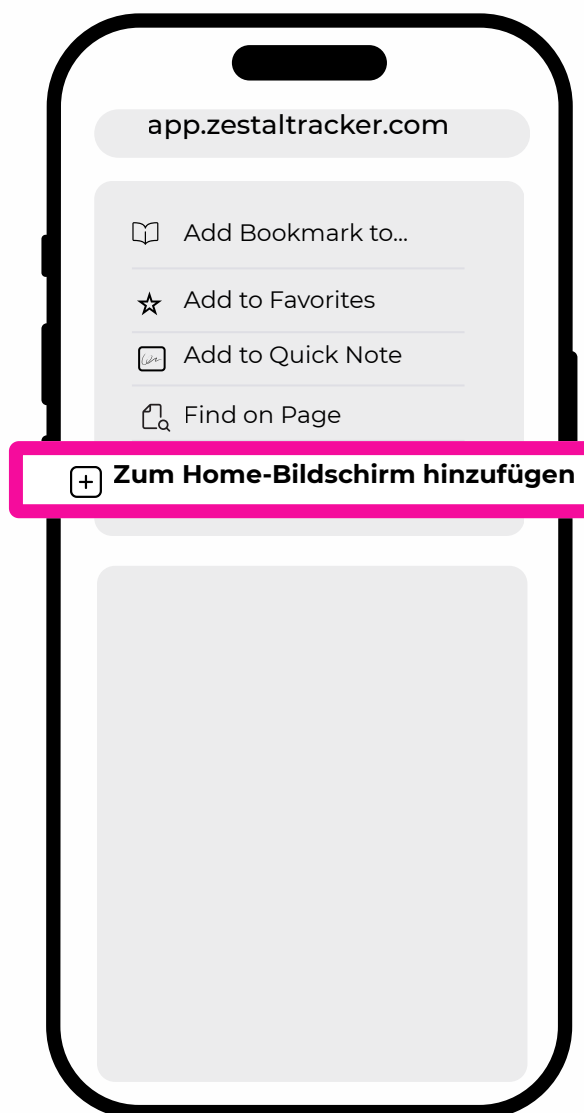 app.zestaltracker.com
Add Bookmark to...
Add to Favorites
Add to Quick Note
Find on Page
Zum Home-Bildschirm hinzufügen